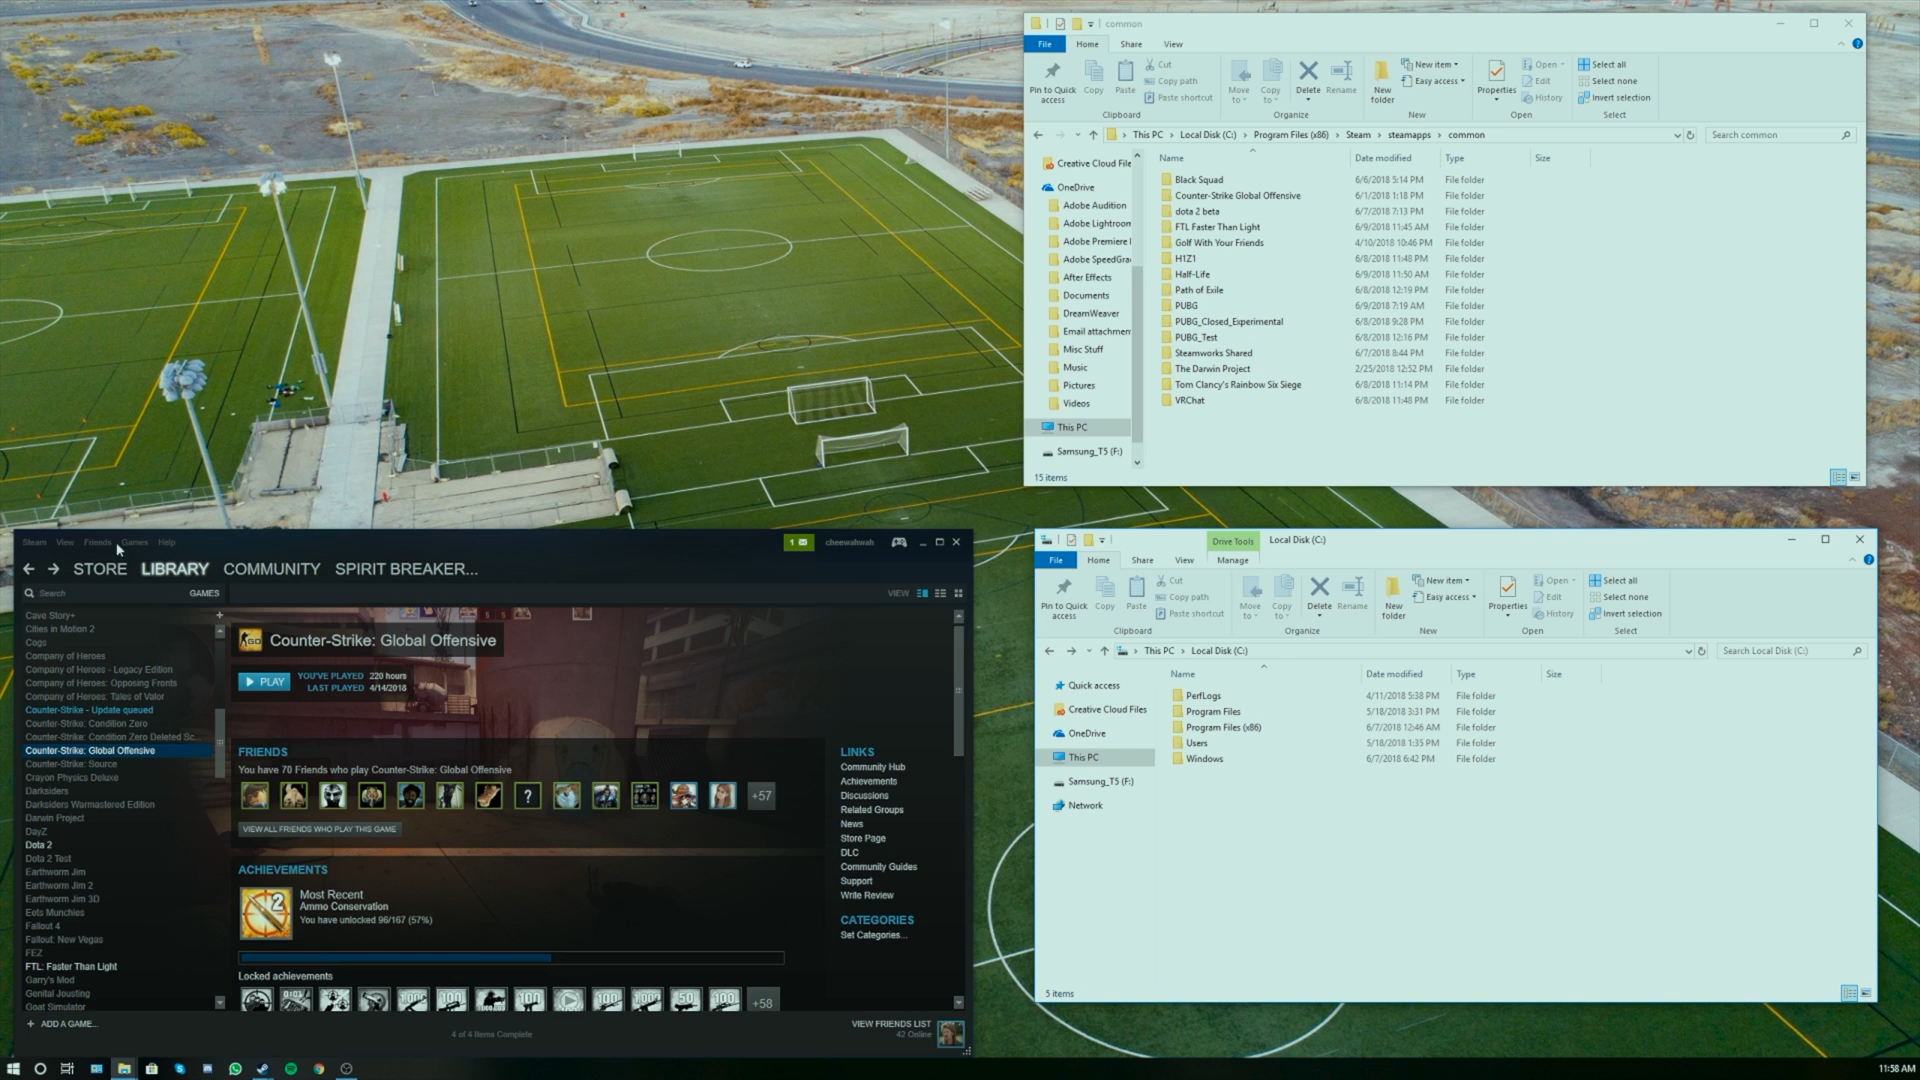 common
File
Home
Share
View
Pin to Quick access
Copy
Paste
Cut
Copy path
Paste shortcut
Move to
Copy to
Delete
Rename
New folder
New item
Easy access
Properties
Open
Edit
History
Select all
Select none
Invert selection
Clipboard
Organize
New
Open
Select
This PC > Local Disk (C:) > Program Files (x86) > Steam > steamapps > common
Search common
Name
Date modified
Type
Size
Creative Cloud File
OneDrive
Adobe Audition
Adobe Lightroom
Adobe Premiere
Adobe SpeedGra
After Effects
Documents
DreamWeaver
Email attachmen
Misc Stuff
Music
Pictures
Videos
This PC
Samsung_T5 (F:)
Black Squad 6/6/2018 5:14 PM File folder
Counter-Strike Global Offensive 6/1/2018 1:18 PM File folder
dota 2 beta 6/7/2018 7:13 PM File folder
FTL Faster Than Light 6/9/2018 11:45 AM File folder
Golf With Your Friends 4/10/2018 10:46 PM File folder
H1Z1 6/8/2018 11:48 PM File folder
Half-Life 6/9/2018 11:50 AM File folder
Path of Exile 6/8/2018 12:19 PM File folder
PUBG 6/9/2018 7:19 AM File folder
PUBG_Closed_Experimental 6/8/2018 9:28 PM File folder
PUBG_Test 6/8/2018 12:16 PM File folder
Steamworks Shared 6/7/2018 8:44 PM File folder
The Darwin Project 2/25/2018 12:52 PM File folder
Tom Clancy's Rainbow Six Siege 6/8/2018 11:14 PM File folder
VRChat 6/8/2018 11:48 PM File folder
15 items
Steam View Friends Games Help
1
cheewahwah
STORE LIBRARY COMMUNITY SPIRIT BREAKER...
Search
GAMES
VIEW
Cave Story+
Cities in Motion 2
Cogs
Company of Heroes
Company of Heroes - Legacy Edition
Company of Heroes: Opposing Fronts
Company of Heroes: Tales of Valor
Counter-Strike - Update queued
Counter-Strike: Condition Zero
Counter-Strike: Condition Zero Deleted Sc...
Counter-Strike: Global Offensive
Counter-Strike: Source
Crayon Physics Deluxe
Darksiders
Darksiders Warmastered Edition
Darwin Project
DayZ
Dota 2
Dota 2 Test
Earthworm Jim
Earthworm Jim 2
Earthworm Jim 3D
Eets Munchies
Fallout 4
Fallout: New Vegas
FEZ
FTL: Faster Than Light
Garry's Mod
Genital Jousting
Goat Simulator
+ ADD A GAME...
GO
Counter-Strike: Global Offensive
PLAY
YOU'VE PLAYED 220 hours
LAST PLAYED 4/14/2018
FRIENDS
You have 70 Friends who play Counter-Strike: Global Offensive
?
+57
VIEW ALL FRIENDS WHO PLAY THIS GAME
ACHIEVEMENTS
2
Most Recent
Ammo Conservation
You have unlocked 96/167 (57%)
Locked achievements
+58
LINKS
Community Hub
Achievements
Discussions
Related Groups
News
Store Page
DLC
Community Guides
Support
Write Review
CATEGORIES
Set Categories...
4 of 4 Items Complete
VIEW FRIENDS LIST
42 Online
Drive Tools
Local Disk (C:)
File
Home
Share
View
Manage
Pin to Quick access
Copy
Paste
Cut
Copy path
Paste shortcut
Move to
Copy to
Delete
Rename
New folder
New item
Easy access
Properties
Open
Edit
History
Select all
Select none
Invert selection
Clipboard
Organize
New
Open
Select
This PC > Local Disk (C:)
Search Local Disk (C:)
Name
Date modified
Type
Size
Quick access
Creative Cloud Files
OneDrive
This PC
Samsung_T5 (F:)
Network
PerfLogs 4/11/2018 5:38 PM File folder
Program Files 5/18/2018 3:31 PM File folder
Program Files (x86) 6/7/2018 12:46 AM File folder
Users 5/18/2018 1:35 PM File folder
Windows 6/7/2018 6:42 PM File folder
5 items
11:58 AM